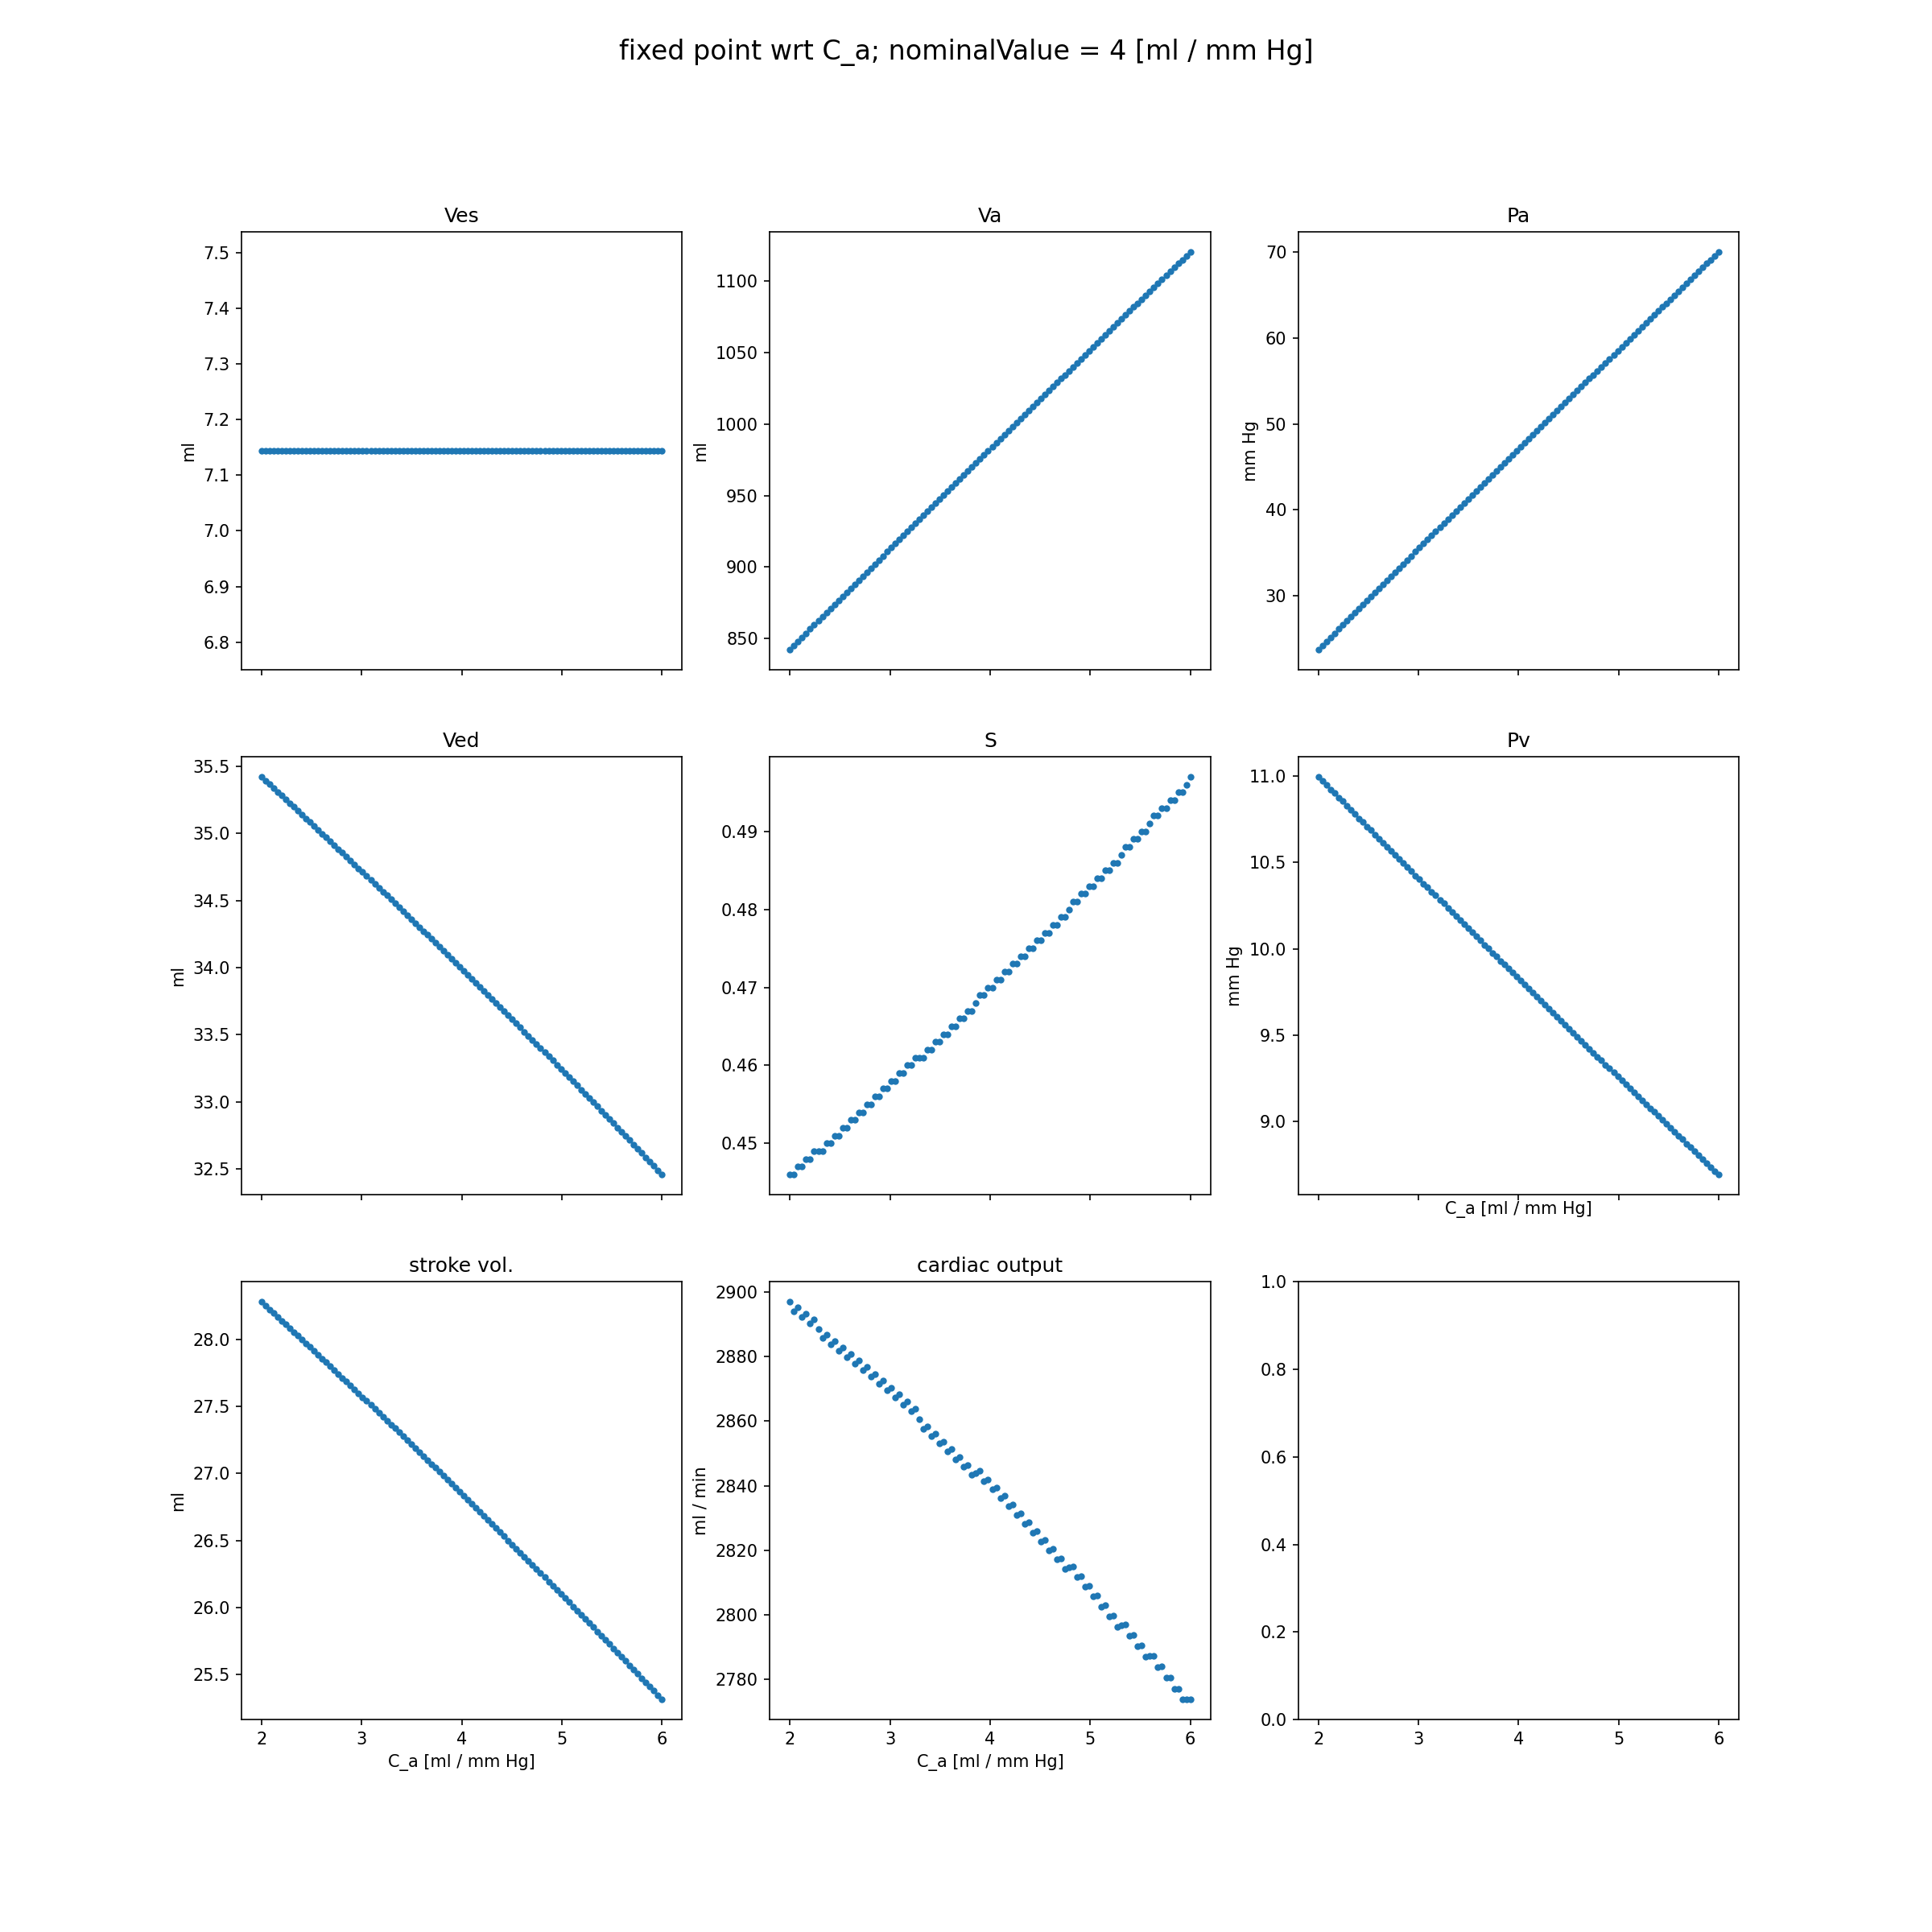 fixed point wrt C_a; nominalValue = 4 [ml / mm Hg]
Ves
7.5
7.4
7.3
7.2
7.1
7.0
6.9
6.8
ml
Va
1100
1050
1000
950
900
850
ml
Pa
70
60
50
40
30
mm Hg
Ved
35.5
35.0
34.5
34.0
33.5
33.0
32.5
ml
S
0.49
0.48
0.47
0.46
0.45
Pv
11.0
10.5
10.0
9.5
9.0
mm Hg
C_a [ml / mm Hg]
stroke vol.
28.0
27.5
27.0
26.5
26.0
25.5
ml
2 3 4 5 6
C_a [ml / mm Hg]
cardiac output
2900
2880
2860
2840
2820
2800
2780
ml / min
2 3 4 5 6
C_a [ml / mm Hg]
1.0
0.8
0.6
0.4
0.2
0.0
2 3 4 5 6